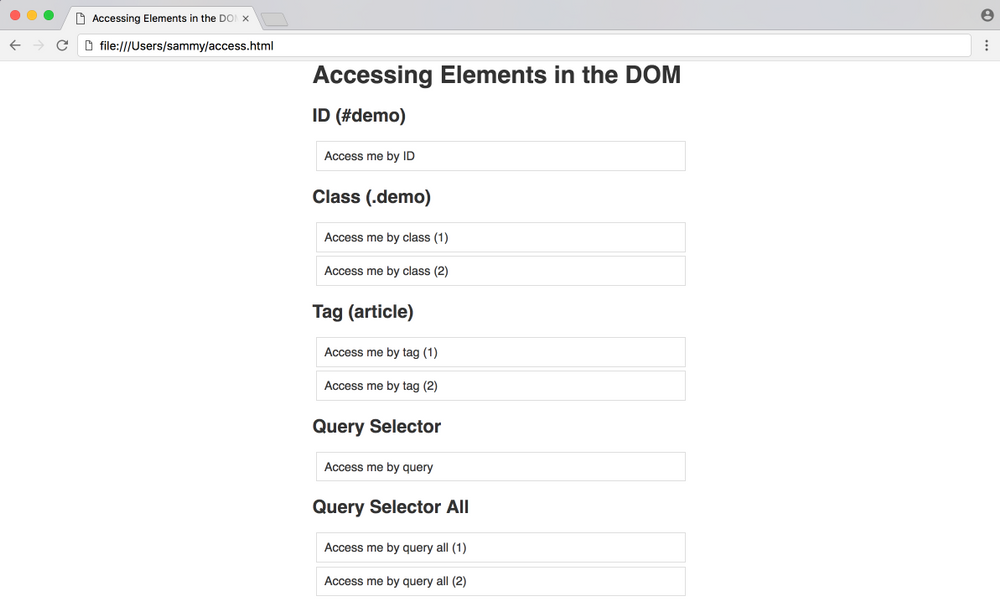 Accessing Elements in the DO
file:///Users/sammy/access.html
Accessing Elements in the DOM
ID (#demo)
Access me by ID
Class (.demo)
Access me by class (1)
Access me by class (2)
Tag (article)
Access me by tag (1)
Access me by tag (2)
Query Selector
Access me by query
Query Selector All
Access me by query all (1)
Access me by query all (2)